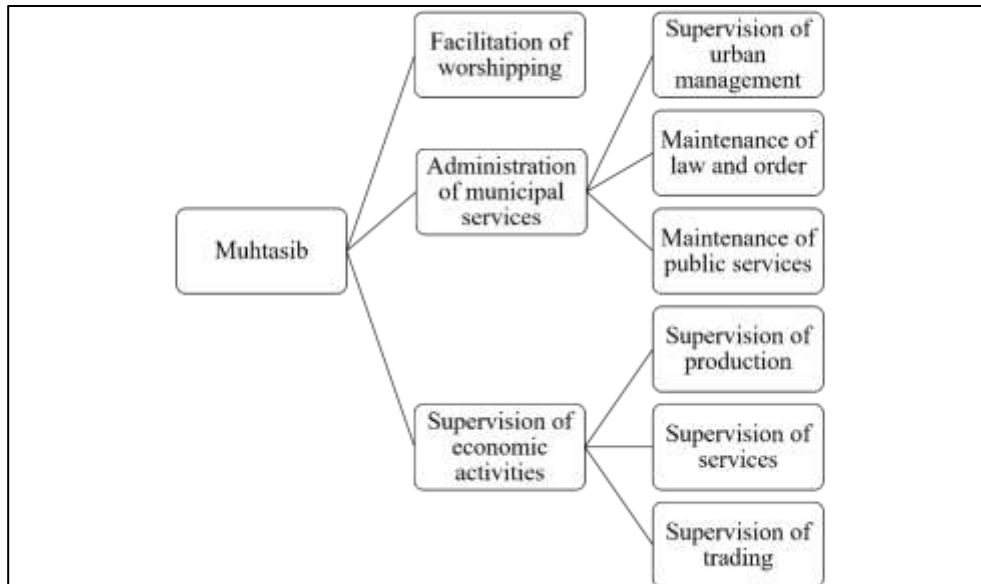 Muhtasib
Facilitation of
worshipping
Administration
of municipal
services
Supervision of
urban
management
Maintenance of
law and order
Maintenance of
public services
Supervision of
economic
activities
Supervision of
production
Supervision of
services
Supervision of
trading